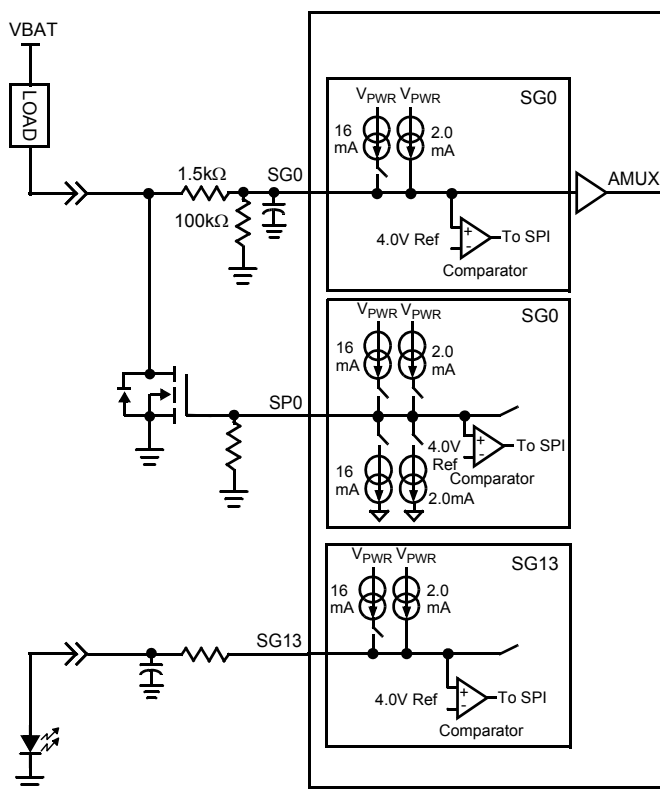 VBAT
LOAD
VPWR VPWR
SG0
16 mA
2.0 mA
1.5kΩ
SG0
100kΩ
AMUX
4.0V Ref
+
-
To SPI
Comparator
VPWR VPWR
SG0
16 mA
2.0 mA
SP0
4.0V Ref
+
-
To SPI
Comparator
16 mA
2.0mA
VPWR VPWR
SG13
16 mA
2.0 mA
SG13
4.0V Ref
+
-
To SPI
Comparator